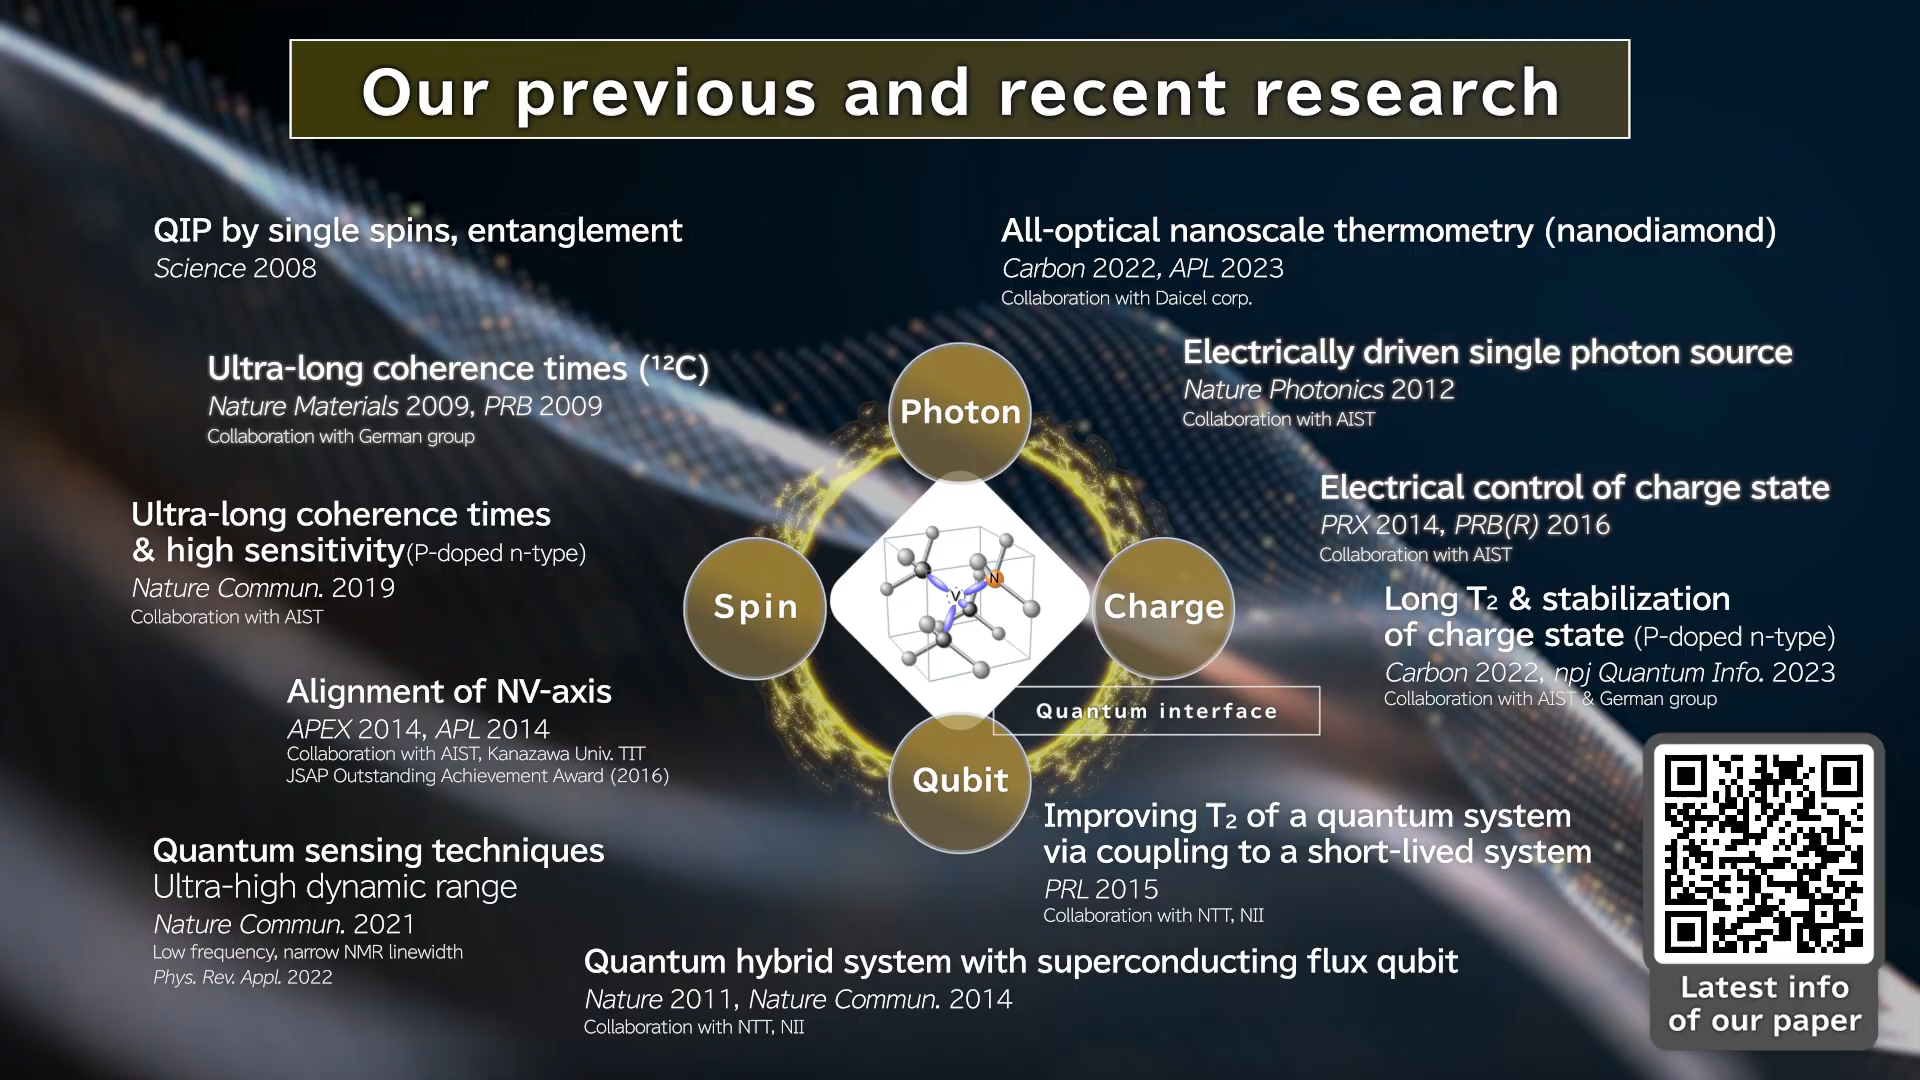 Our previous and recent research
QIP by single spins, entanglement
Science 2008
Ultra-long coherence times (¹²C)
Nature Materials 2009, PRB 2009
Collaboration with German group
Ultra-long coherence times
& high sensitivity(P-doped n-type)
Nature Commun. 2019
Collaboration with AIST
Alignment of NV-axis
APEX 2014, APL 2014
Collaboration with AIST, Kanazawa Univ. TIT
JSAP Outstanding Achievement Award (2016)
Quantum sensing techniques
Ultra-high dynamic range
Nature Commun. 2021
Low frequency, narrow NMR linewidth
Phys. Rev. Appl. 2022
Photon
Spin
Charge
Qubit
V
N
Quantum interface
All-optical nanoscale thermometry (nanodiamond)
Carbon 2022, APL 2023
Collaboration with Daicel corp.
Electrically driven single photon source
Nature Photonics 2012
Collaboration with AIST
Electrical control of charge state
PRX 2014, PRB(R) 2016
Collaboration with AIST
Long T₂ & stabilization
of charge state (P-doped n-type)
Carbon 2022, npj Quantum Info. 2023
Collaboration with AIST & German group
Improving T₂ of a quantum system
via coupling to a short-lived system
PRL 2015
Collaboration with NTT, NII
Quantum hybrid system with superconducting flux qubit
Nature 2011, Nature Commun. 2014
Collaboration with NTT, NII
Latest info
of our paper